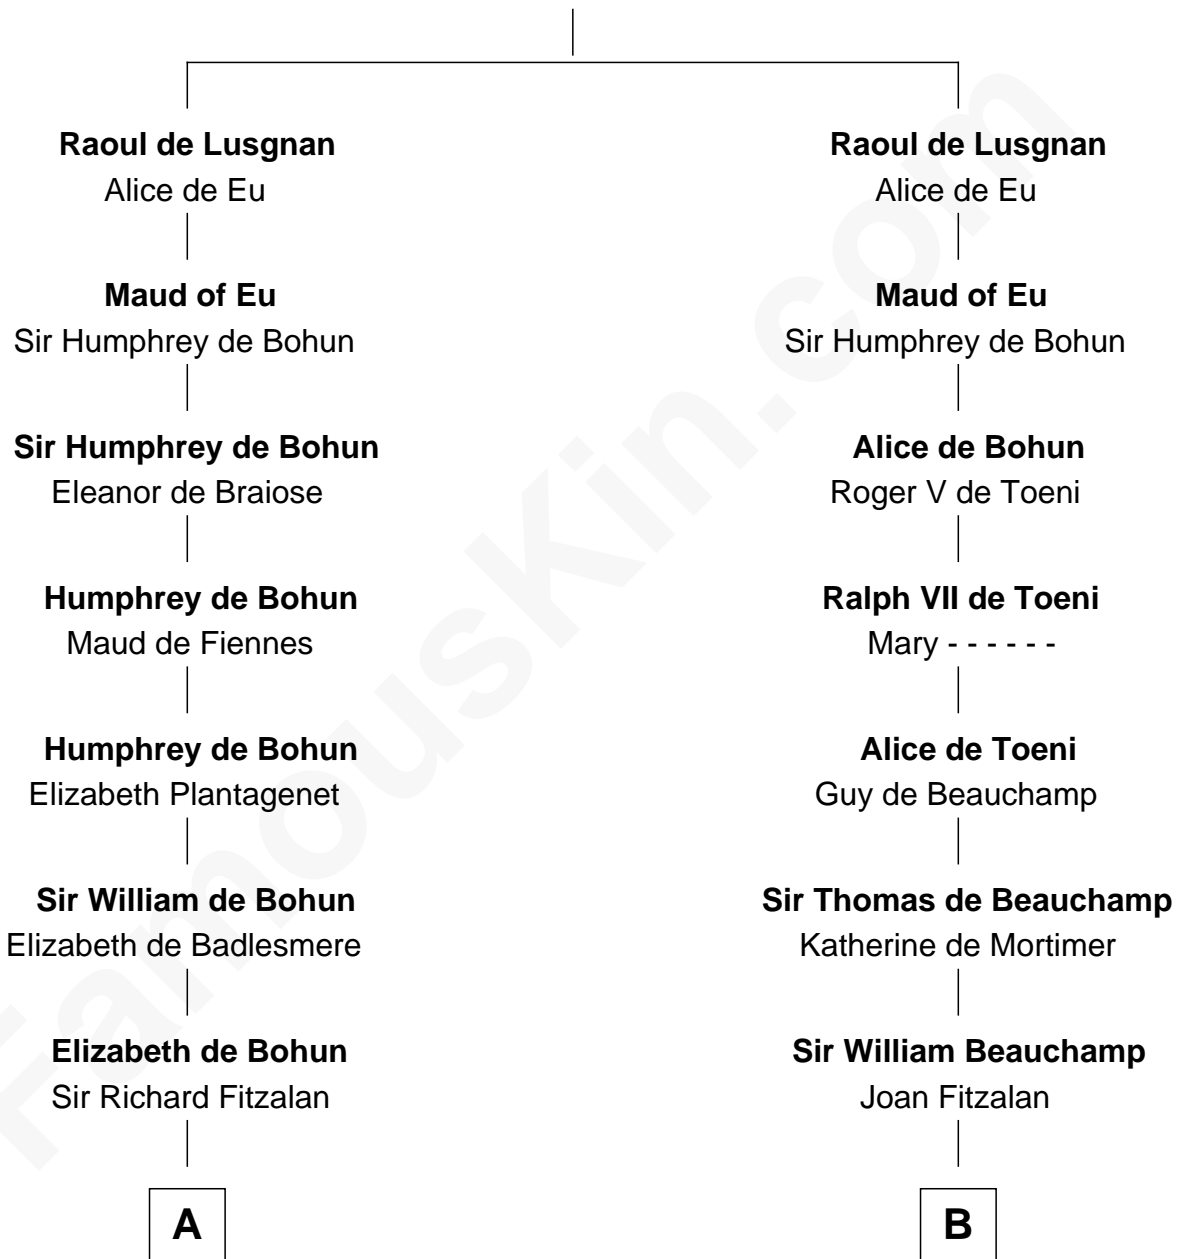 Raoul de Lusgnan
Alice de Eu
Maud of Eu
Sir Humphrey de Bohun
Sir Humphrey de Bohun
Eleanor de Braiose
Humphrey de Bohun
Maud de Fiennes
Humphrey de Bohun
Elizabeth Plantagenet
Sir William de Bohun
Elizabeth de Badlesmere
Elizabeth de Bohun
Sir Richard Fitzalan
A
Raoul de Lusgnan
Alice de Eu
Maud of Eu
Sir Humphrey de Bohun
Alice de Bohun
Roger V de Toeni
Ralph VII de Toeni
Mary - - - - - -
Alice de Toeni
Guy de Beauchamp
Sir Thomas de Beauchamp
Katherine de Mortimer
Sir William Beauchamp
Joan Fitzalan
B
FamousKin.com